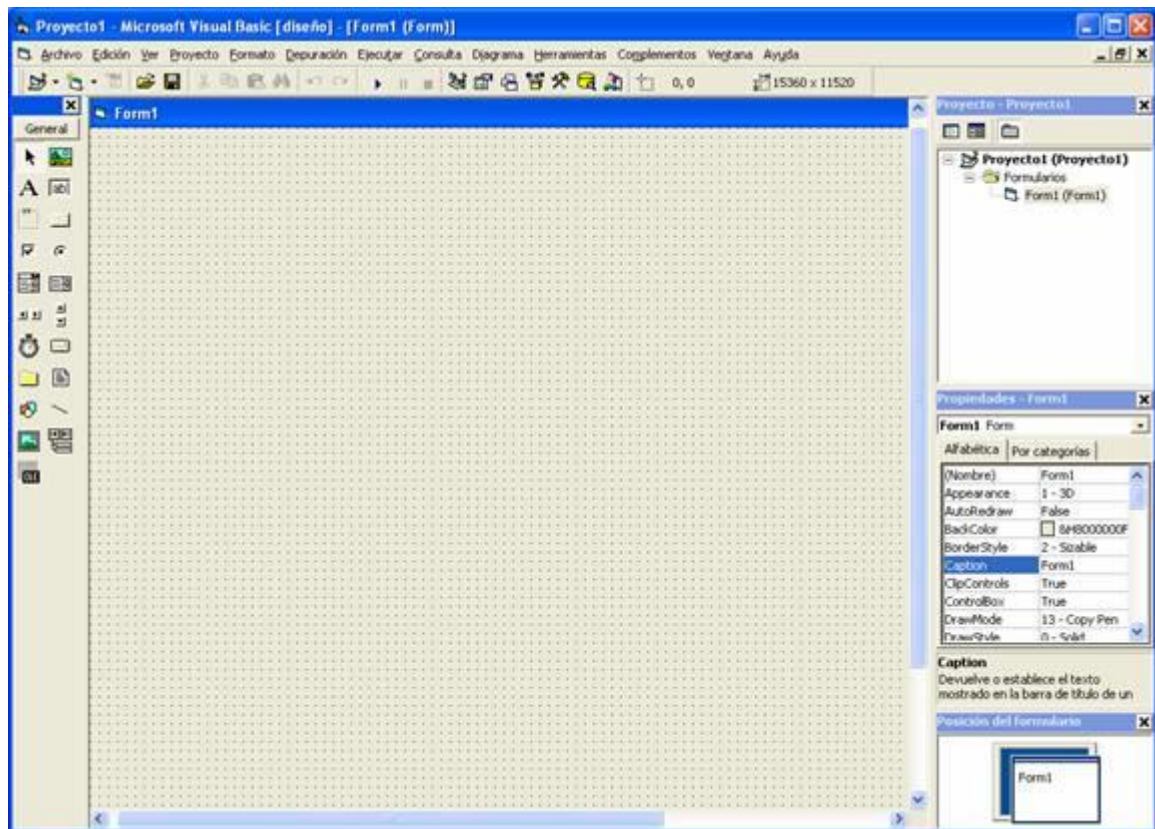 Proyecto1 - Microsoft Visual Basic [diseño] - [Form1 (Form)]
Archivo Edición Ver Proyecto Formato Depuración Ejecutar Consulta Diagrama Herramientas Complementos Ventana Ayuda
0, 0 15360 x 11520
General
Form1
A
ab
Proyecto - Proyecto1
Proyecto1 (Proyecto1)
Formularios
Form1 (Form1)
Propiedades - Form1
Form1 Form
Alfabética Por categorías
(Nombre) Form1
Appearance 1 - 3D
AutoRedraw False
BackColor &H8000000F
BorderStyle 2 - Sizable
Caption Form1
ClipControls True
ControlBox True
DrawMode 13 - Copy Pen
DrawStyle 0 - Solid
Caption
Devuelve o establece el texto
mostrado en la barra de título de un
Posición del formulario
Form1